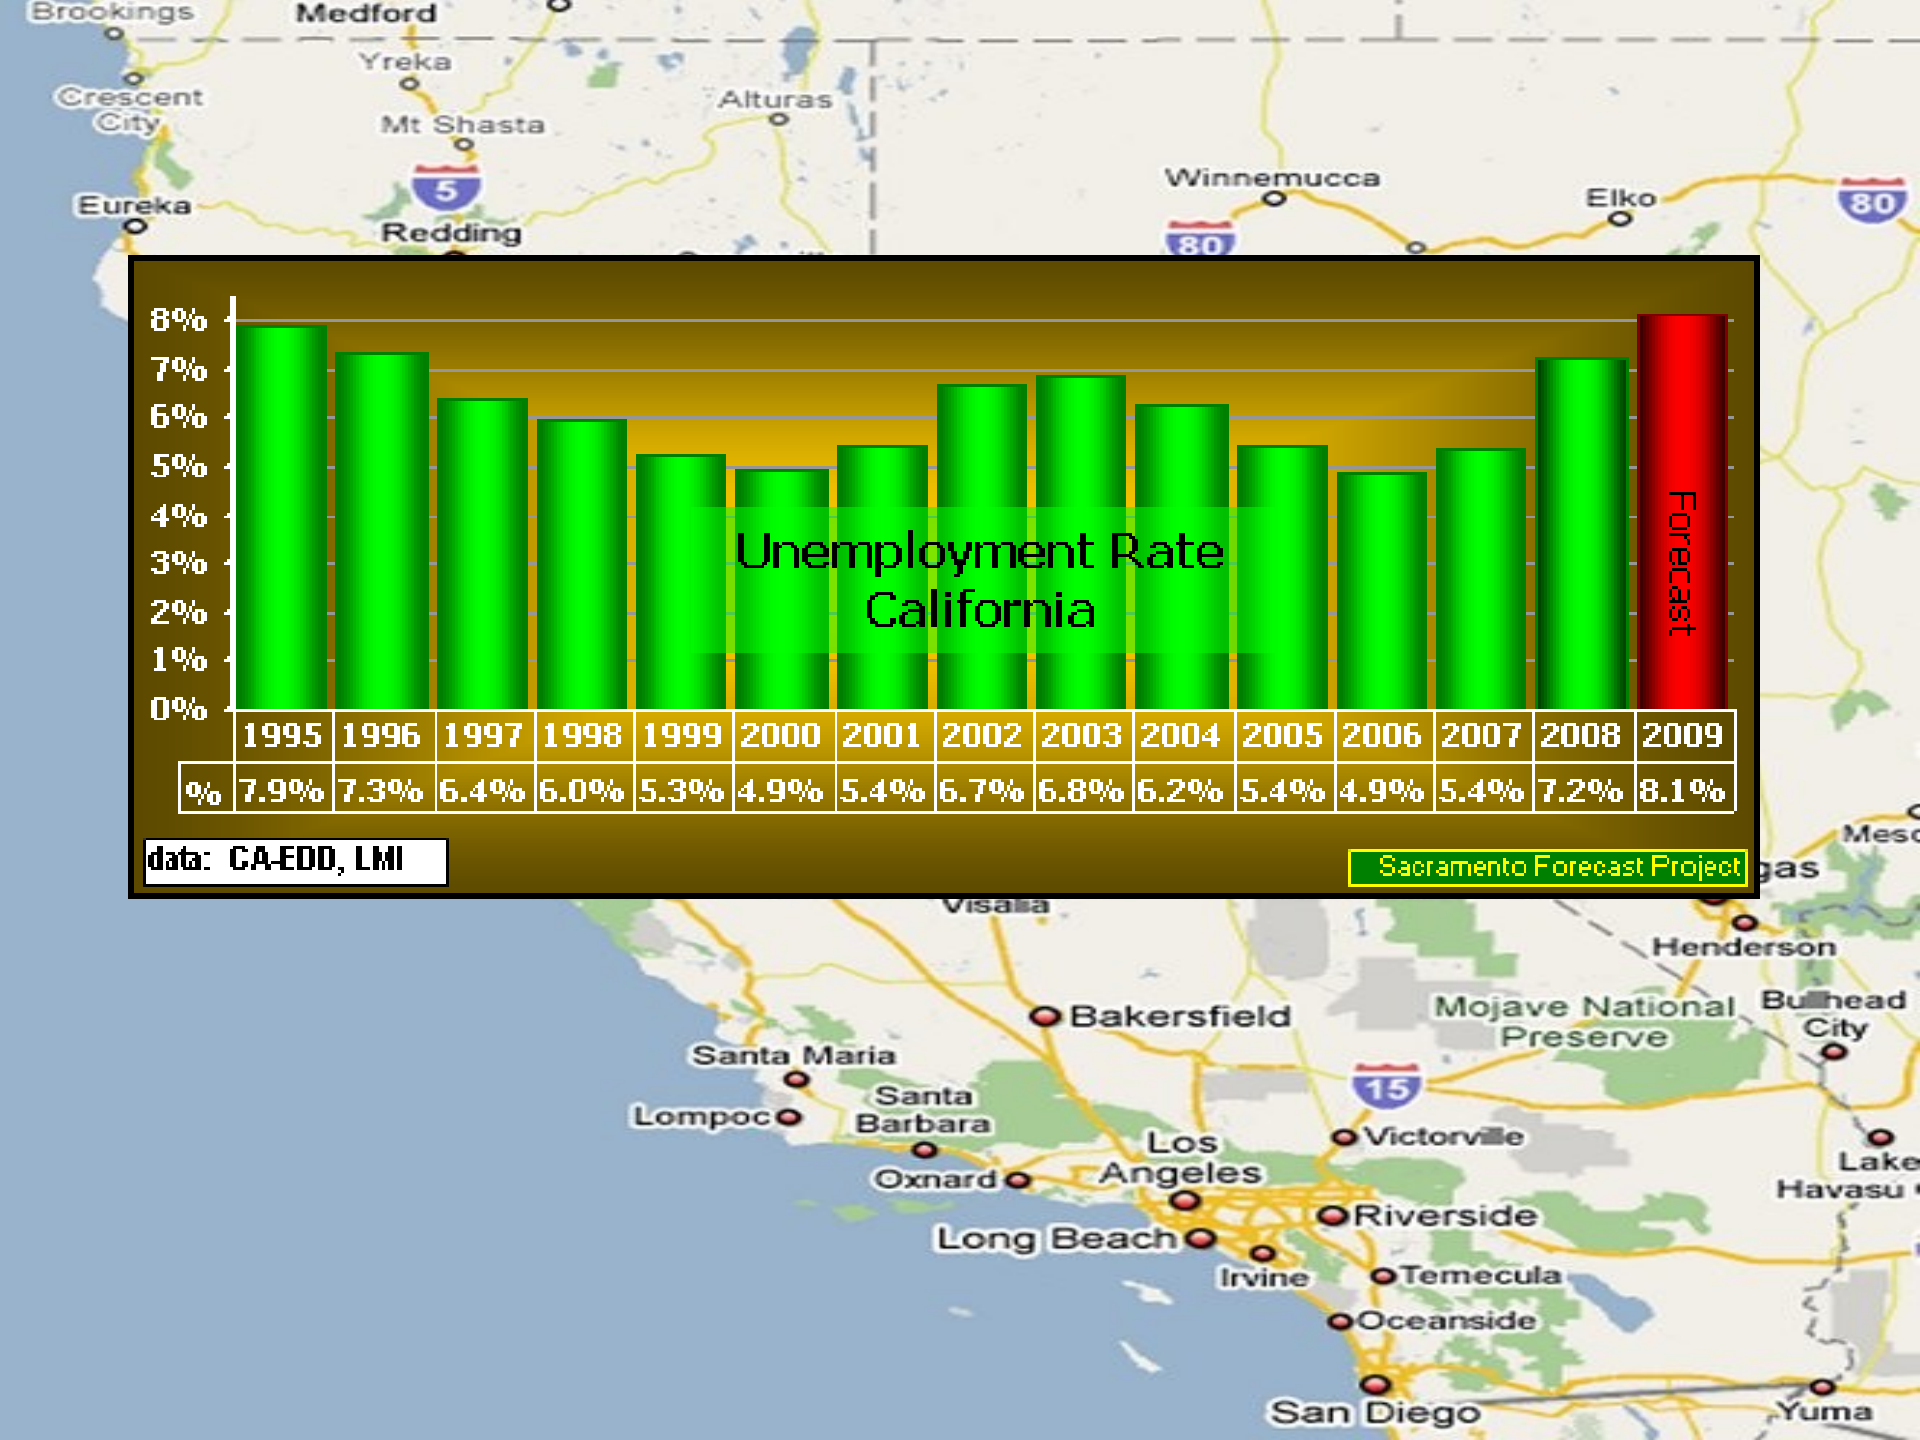 Brookings
Medford
Yreka
Crescent
City
Alturas
Mt Shasta
5
Winnemucca
Elko
80
Eureka
Redding
80
8%
7%
6%
5%
4%
3%
2%
1%
0%
Unemployment Rate
California
Forecast
1995 1996 1997 1998 1999 2000 2001 2002 2003 2004 2005 2006 2007 2008 2009
% 7.9% 7.3% 6.4% 6.0% 5.3% 4.9% 5.4% 6.7% 6.8% 6.2% 5.4% 4.9% 5.4% 7.2% 8.1%
data: CA-EDD, LMI
Sacramento Forecast Project
Mesq
gas
Visalia
Henderson
Mojave National
Preserve
Bullhead
City
Bakersfield
Santa Maria
15
Santa
Barbara
Lompoc
Los
Angeles
Victorville
Oxnard
Lake
Havasu
Riverside
Long Beach
Irvine
Temecula
Oceanside
San Diego
Yuma